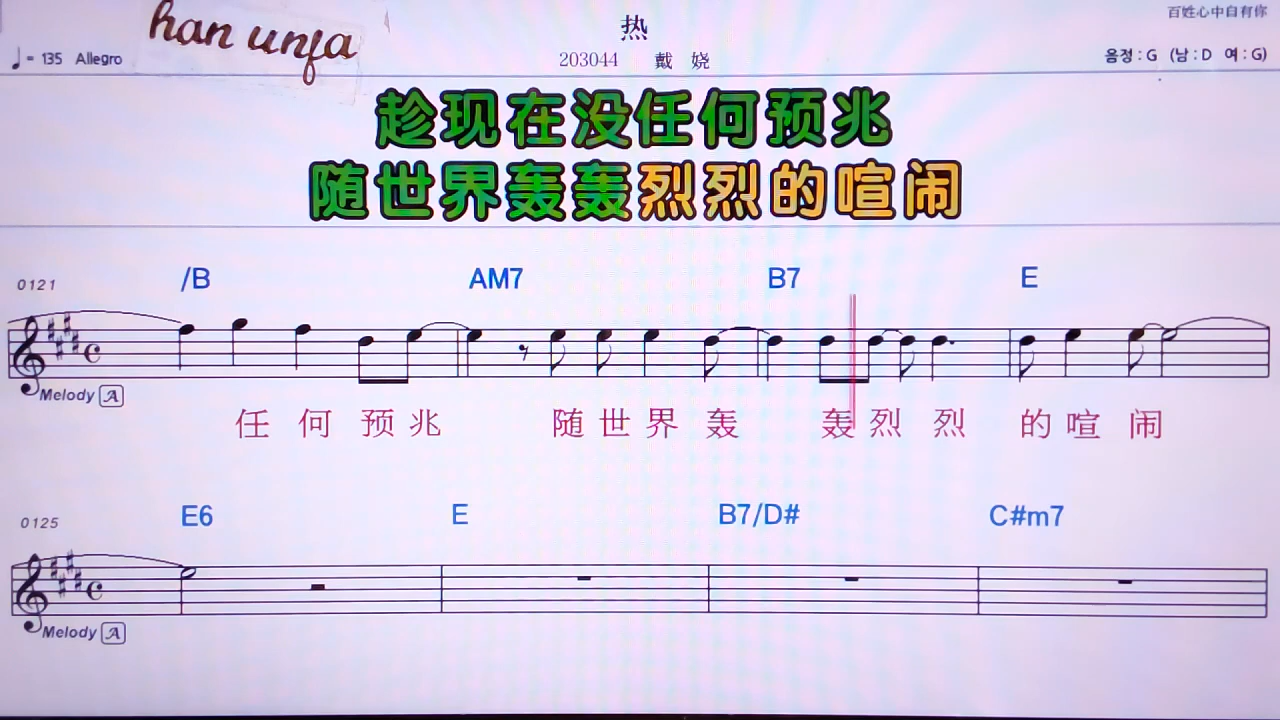 han unja
热
百姓心中自有你
♩= 135 Allegro
203044 戴 娆
음정:G (남:D 여:G)
趁现在没任何预兆
随世界轰轰烈烈的喧闹
0121 /B AM7 B7 E
Melody A
任何预兆 随世界轰 轰烈烈 的喧闹
0125 E6 E B7/D# C#m7
Melody A